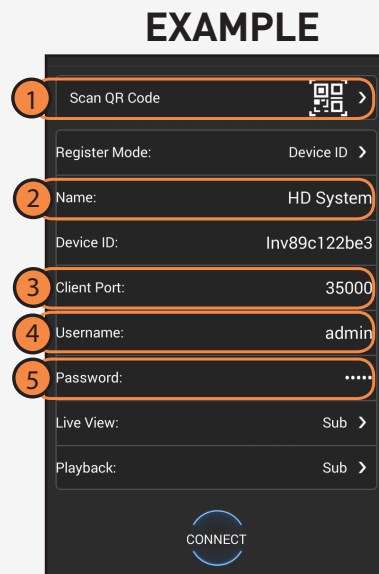 EXAMPLE
1 Scan QR Code
Register Mode: Device ID
2 Name: HD System
Device ID: Inv89c122be3
3 Client Port: 35000
4 Username: admin
5 Password: •••••
Live View: Sub
Playback: Sub
CONNECT